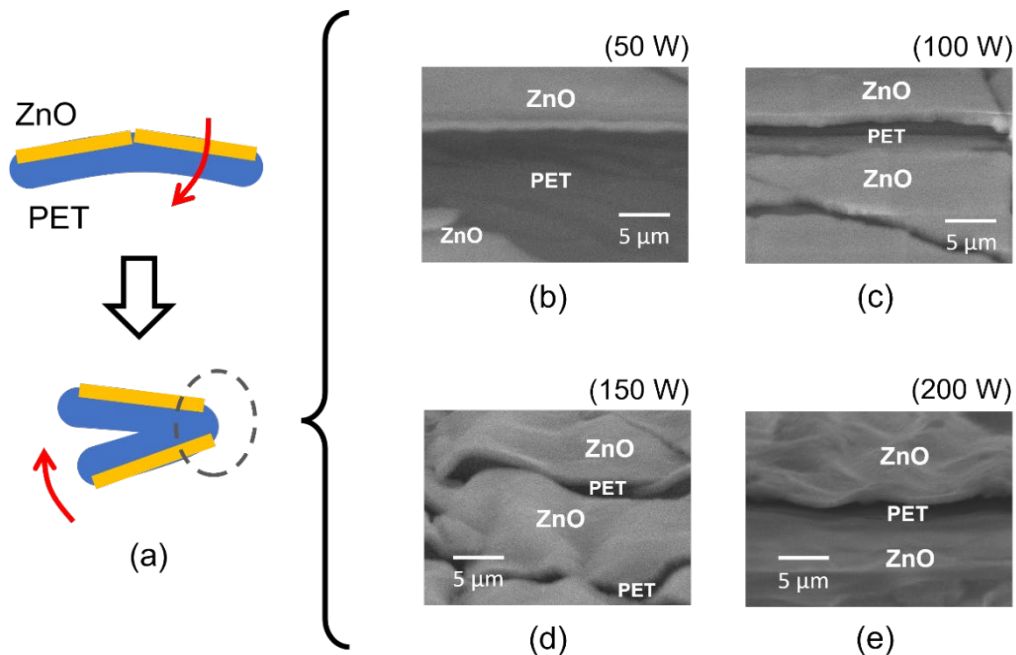 ZnO
PET
(a)
(50 W)
ZnO
PET
ZnO
5 µm
(b)
(100 W)
ZnO
PET
ZnO
5 µm
(c)
(150 W)
ZnO
PET
ZnO
5 µm
PET
(d)
(200 W)
ZnO
PET
ZnO
5 µm
(e)